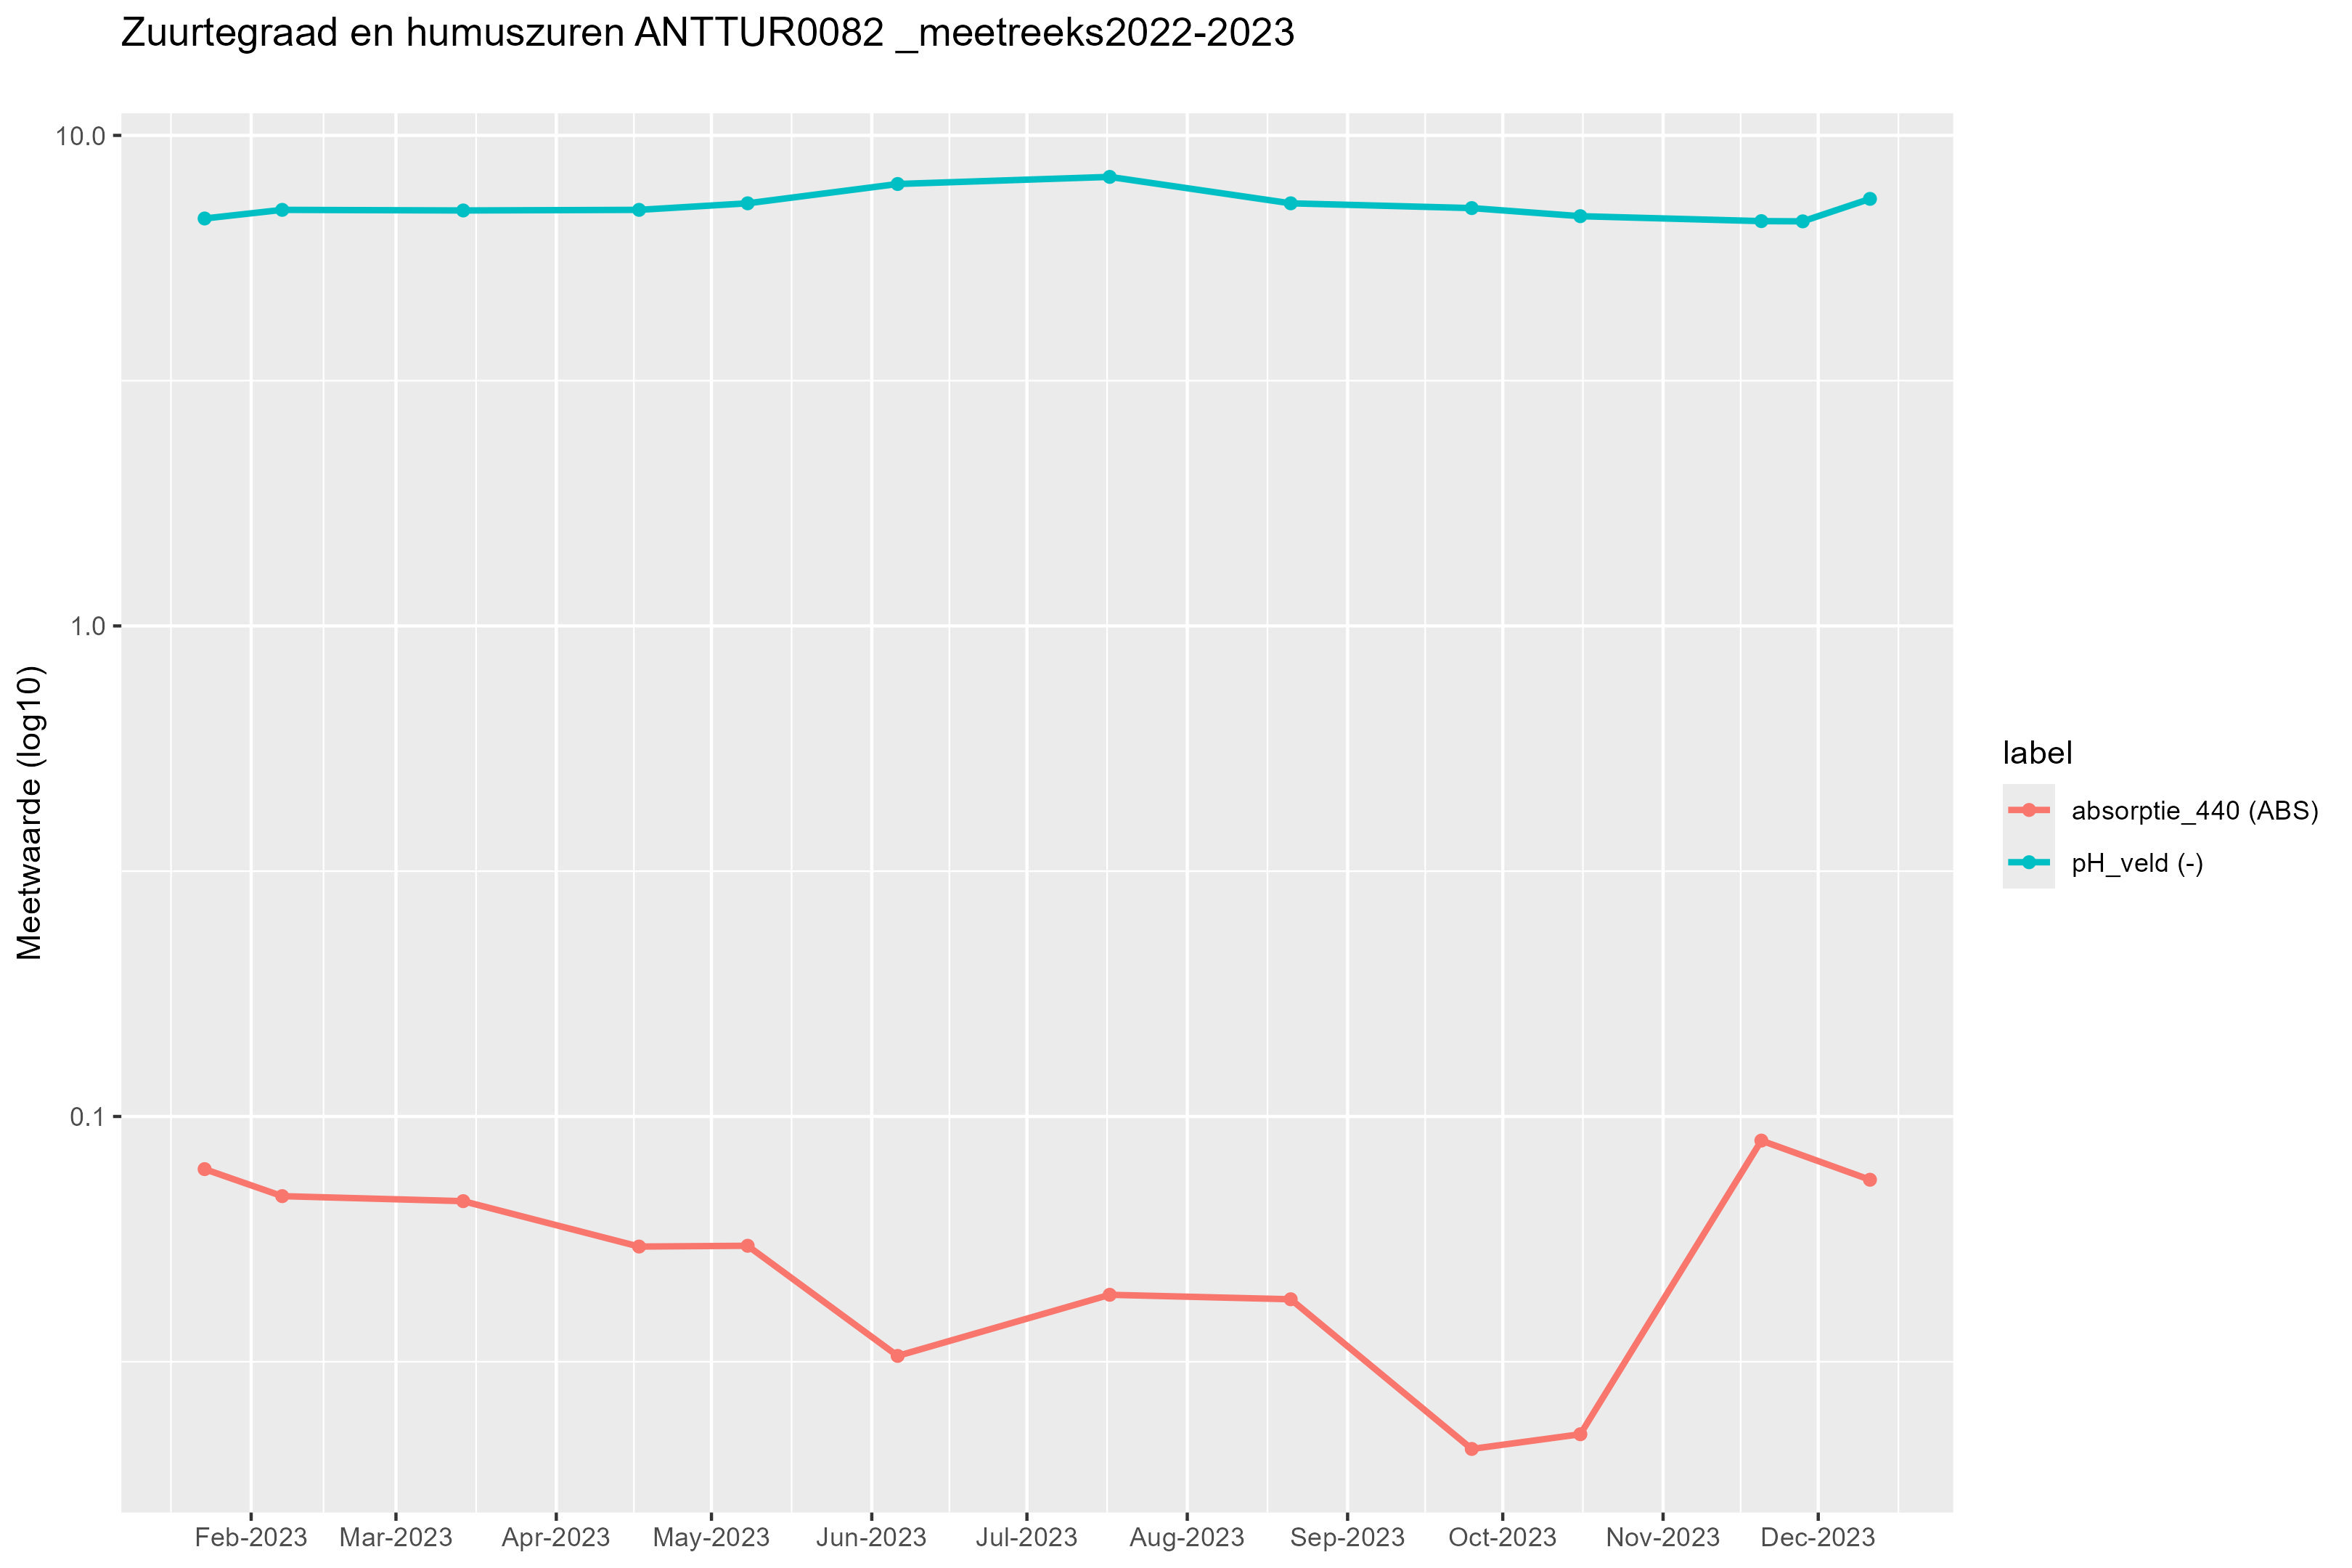 Zuurtegraad en humuszuren ANTTUR0082 _meetreeks2022-2023
10.0
1.0
0.1
Meetwaarde (log10)
Feb-2023
Mar-2023
Apr-2023
May-2023
Jun-2023
Jul-2023
Aug-2023
Sep-2023
Oct-2023
Nov-2023
Dec-2023
label
absorptie_440 (ABS)
pH_veld (-)